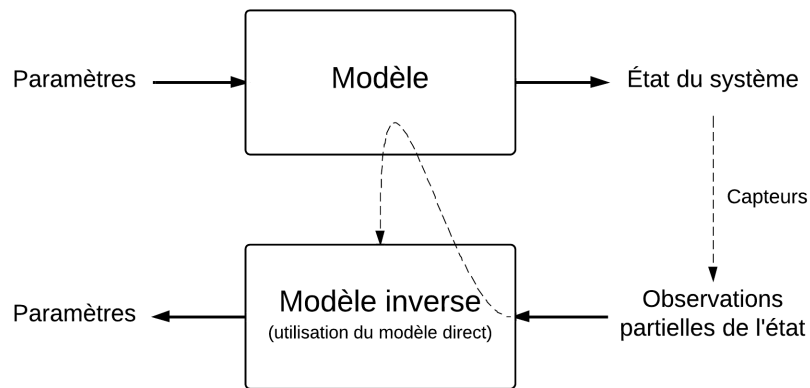 Paramètres
Modèle
État du système
Capteurs
Paramètres
Modèle inverse
(utilisation du modèle direct)
Observations
partielles de l'état